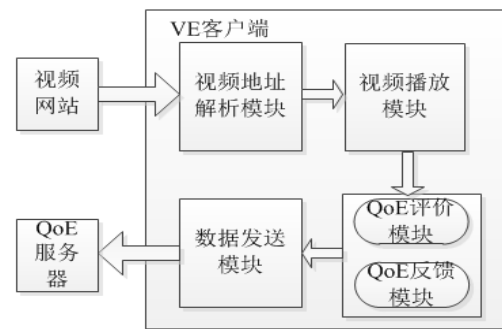 VE客户端
视频
网站
视频地址
解析模块
视频播放
模块
QoE
服务
器
数据发送
模块
QoE评价
模块
QoE反馈
模块